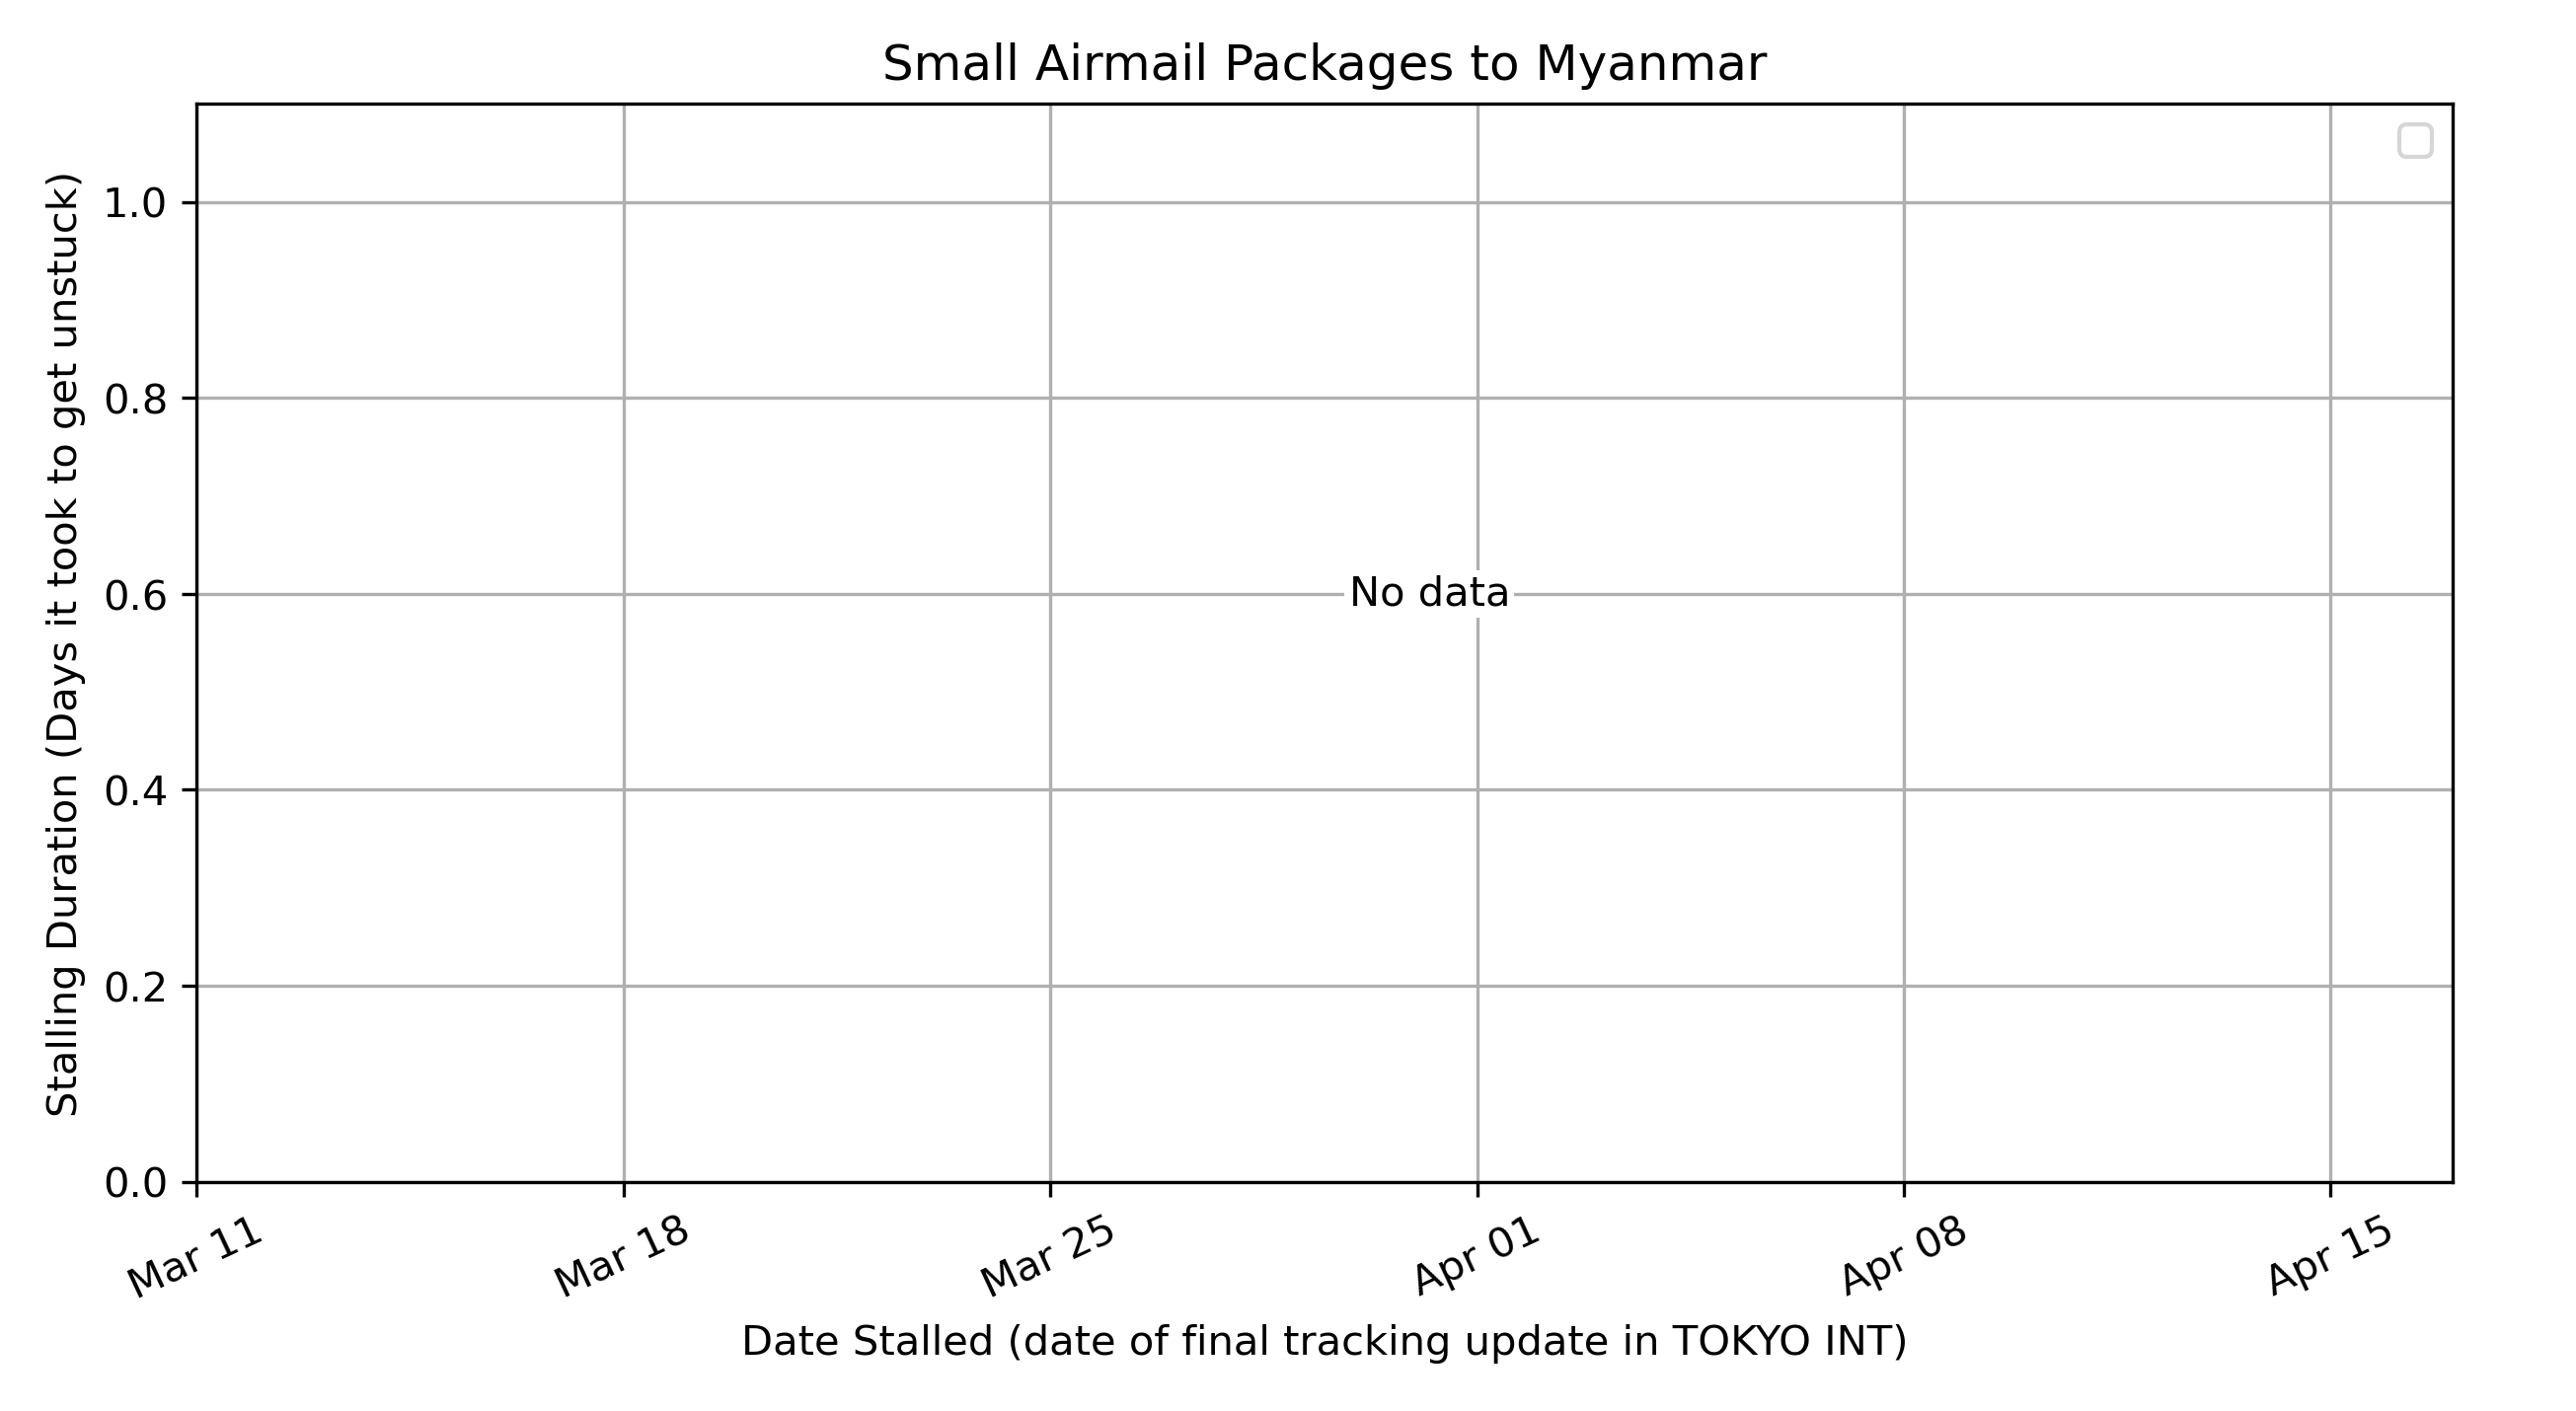 Small Airmail Packages to Myanmar
Stalling Duration (Days it took to get unstuck)
1.0
0.8
0.6
0.4
0.2
0.0
No data
Mar 11
Mar 18
Mar 25
Apr 01
Apr 08
Apr 15
Date Stalled (date of final tracking update in TOKYO INT)